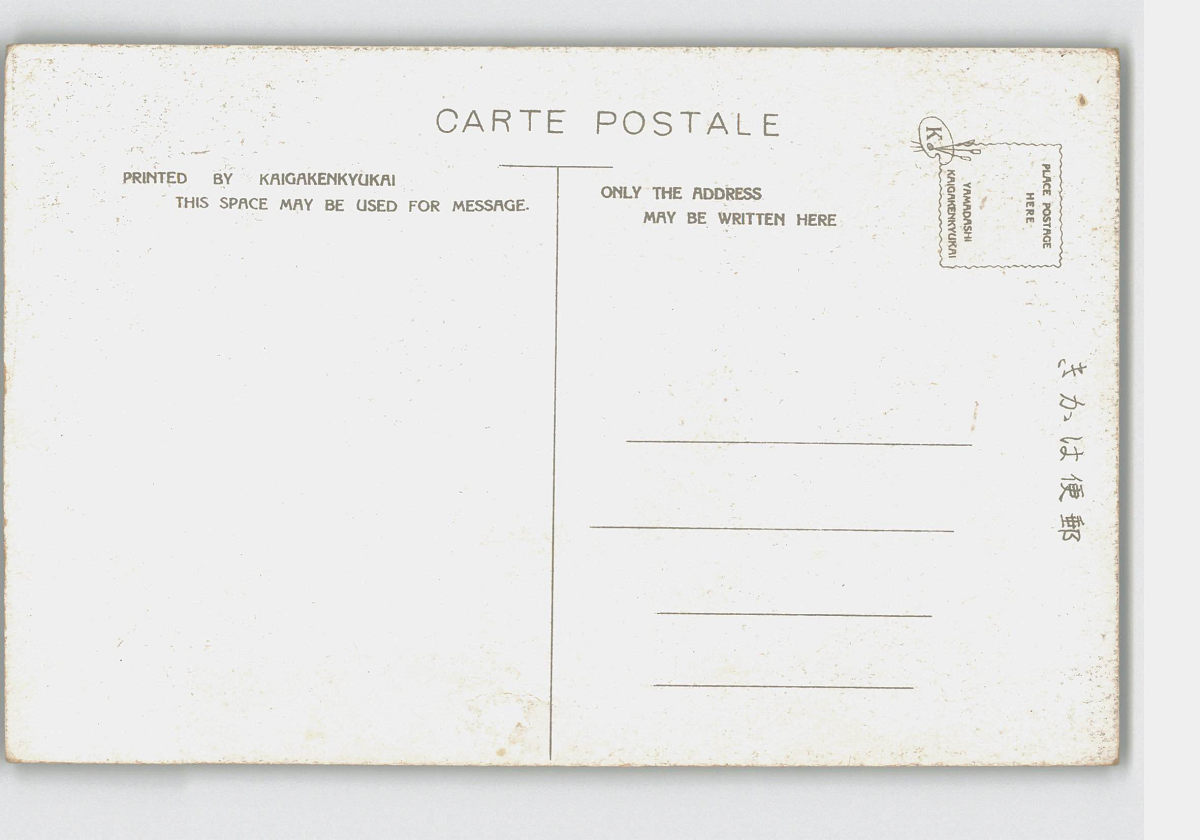 CARTE POSTALE
PRINTED BY KAIGAKENKYUKAI
THIS SPACE MAY BE USED FOR MESSAGE.
ONLY THE ADDRESS
MAY BE WRITTEN HERE
K
PLACE POSTAGE
HERE
YAMADASHI
KAIGAKENKYUKAI
郵便はかき